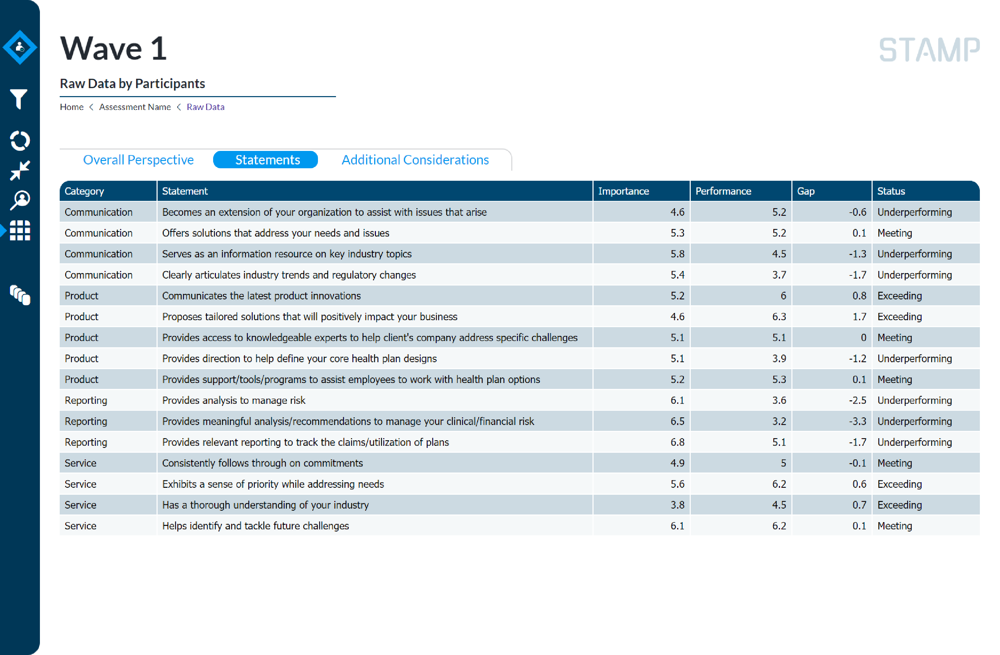 Wave 1
STAMP
Raw Data by Participants
Home < Assessment Name < Raw Data
Overall Perspective Statements Additional Considerations
Category Statement Importance Performance Gap Status
Communication Becomes an extension of your organization to assist with issues that arise 4.6 5.2 -0.6 Underperforming
Communication Offers solutions that address your needs and issues 5.3 5.2 0.1 Meeting
Communication Serves as an information resource on key industry topics 5.8 4.5 -1.3 Underperforming
Communication Clearly articulates industry trends and regulatory changes 5.4 3.7 -1.7 Underperforming
Product Communicates the latest product innovations 5.2 6 0.8 Exceeding
Product Proposes tailored solutions that will positively impact your business 4.6 6.3 1.7 Exceeding
Product Provides access to knowledgeable experts to help client's company address specific challenges 5.1 5.1 0 Meeting
Product Provides direction to help define your core health plan designs 5.1 3.9 -1.2 Underperforming
Product Provides support/tools/programs to assist employees to work with health plan options 5.2 5.3 0.1 Meeting
Reporting Provides analysis to manage risk 6.1 3.6 -2.5 Underperforming
Reporting Provides meaningful analysis/recommendations to manage your clinical/financial risk 6.5 3.2 -3.3 Underperforming
Reporting Provides relevant reporting to track the claims/utilization of plans 6.8 5.1 -1.7 Underperforming
Service Consistently follows through on commitments 4.9 5 -0.1 Meeting
Service Exhibits a sense of priority while addressing needs 5.6 6.2 0.6 Exceeding
Service Has a thorough understanding of your industry 3.8 4.5 0.7 Exceeding
Service Helps identify and tackle future challenges 6.1 6.2 0.1 Meeting